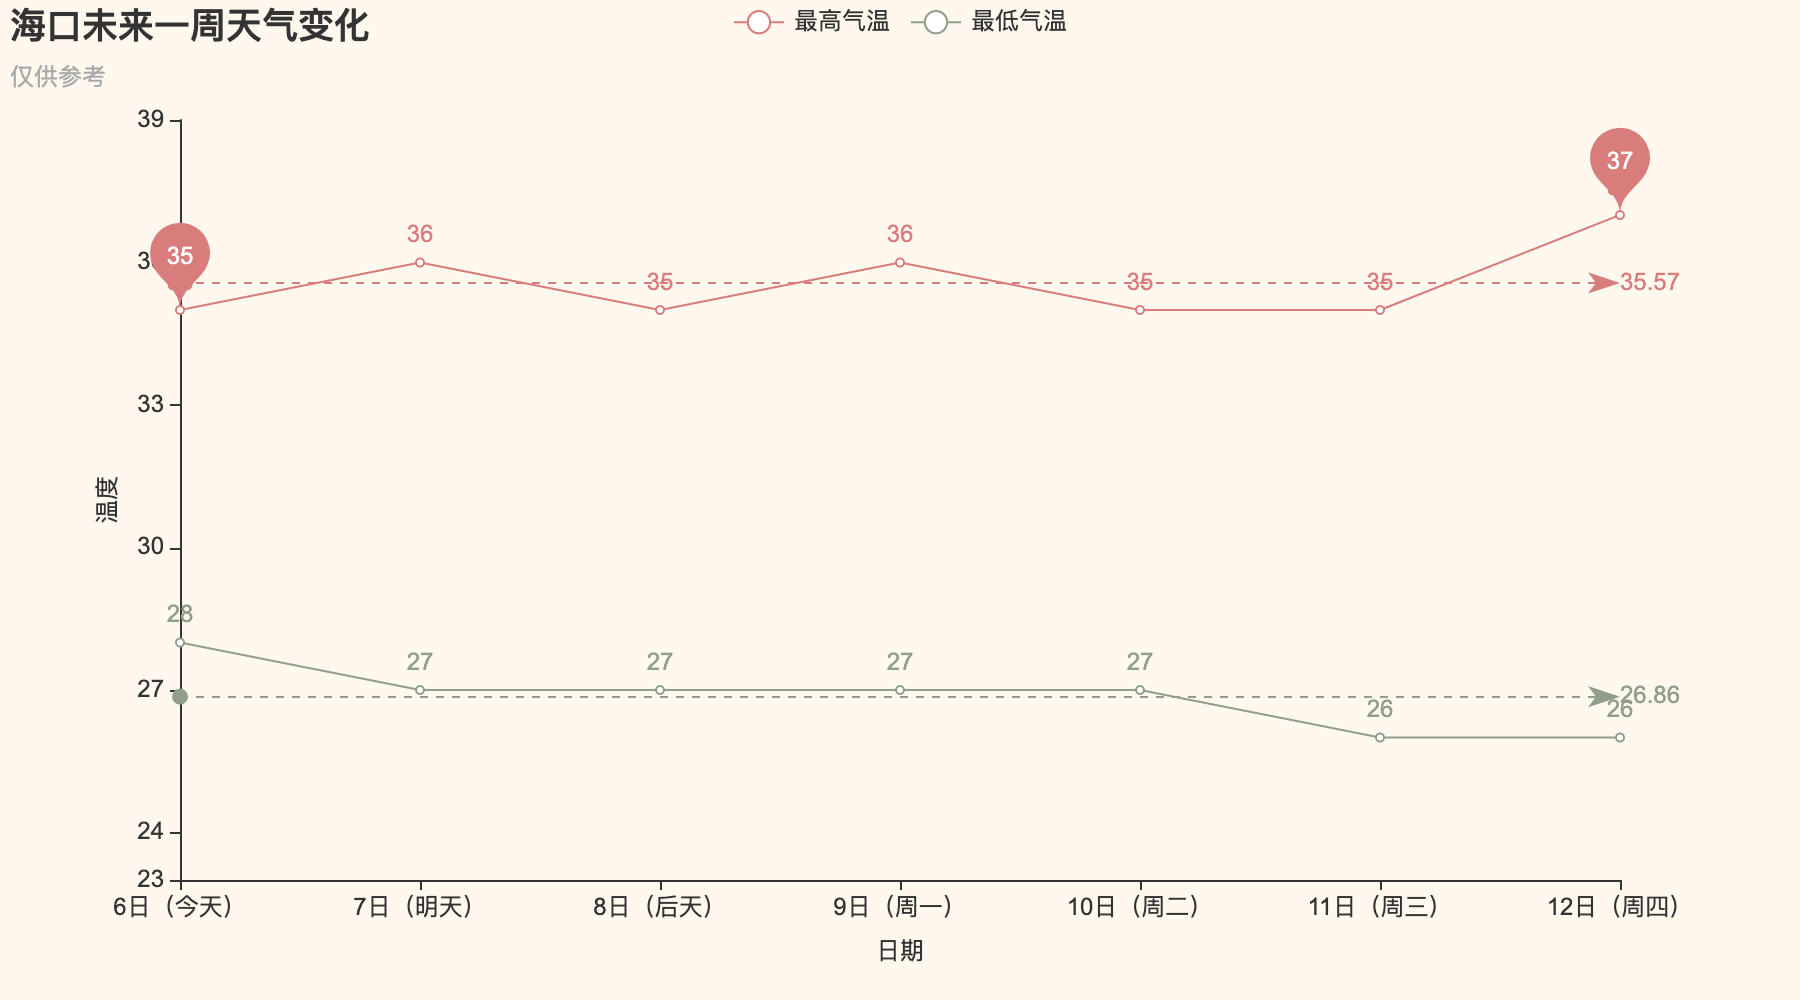 海口未来一周天气变化
仅供参考
最高气温 最低气温
39
37
36 36
35 3
35 35 35 35.57
33
温度
30
28
27 27 27 27
27 26.86
26 26
24
23
6日（今天） 7日（明天） 8日（后天） 9日（周一） 10日（周二） 11日（周三） 12日（周四）
日期